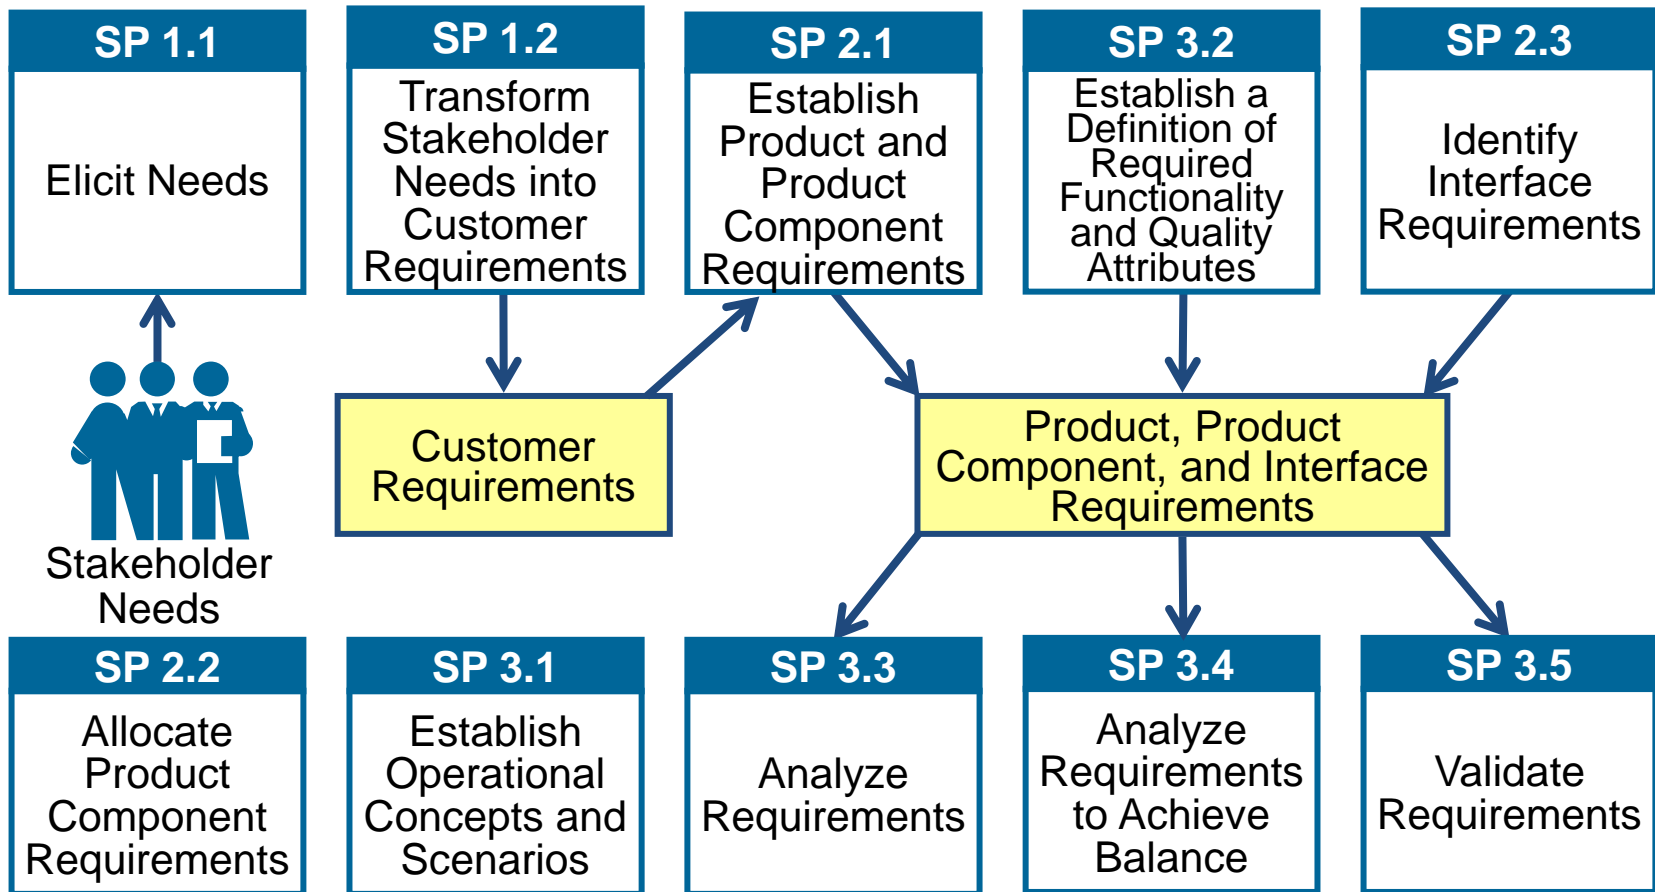 SP 1.1
Elicit Needs
SP 1.2
Transform
Stakeholder
Needs into
Customer
Requirements
SP 2.1
Establish
Product and
Product
Component
Requirements
SP 3.2
Establish a
Definition of
Required
Functionality
and Quality
Attributes
SP 2.3
Identify
Interface
Requirements
Stakeholder
Needs
Customer
Requirements
Product, Product
Component, and Interface
Requirements
SP 2.2
Allocate
Product
Component
Requirements
SP 3.1
Establish
Operational
Concepts and
Scenarios
SP 3.3
Analyze
Requirements
SP 3.4
Analyze
Requirements
to Achieve
Balance
SP 3.5
Validate
Requirements